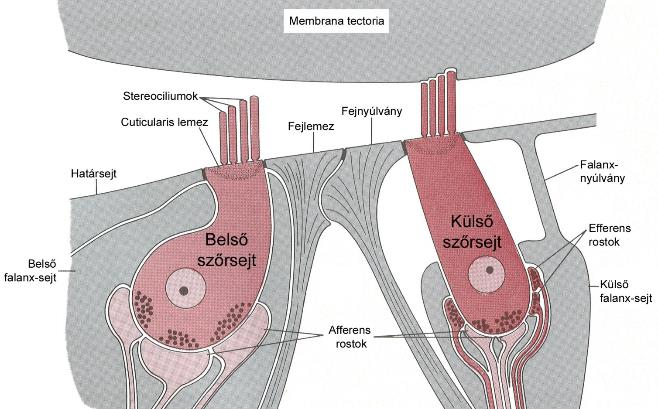 Membrana tectoria
Stereociliumok
Cuticularis lemez
Fejlemez
Fejnyúlvány
Határsejt
Falanx-
nyúlvány
Belső
szőrsejt
Külső
szőrsejt
Efferens
rostok
Belső
falanx-sejt
Külső
falanx-sejt
Afferens
rostok